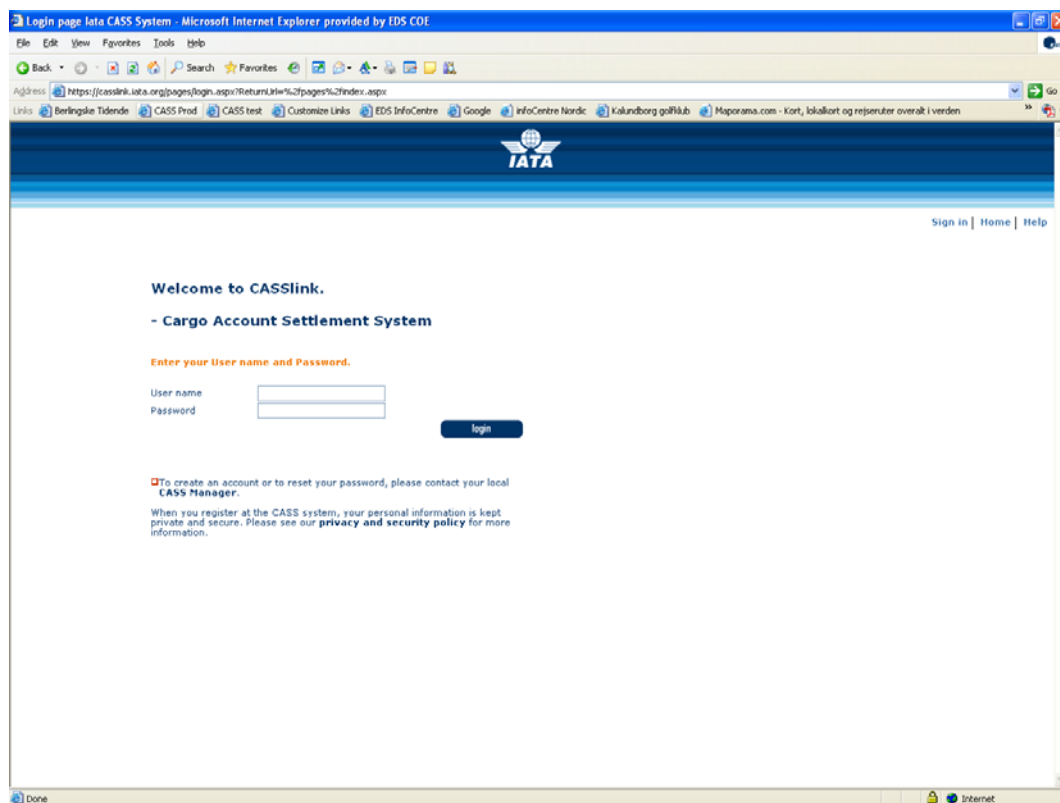 Login page Iata CASS System - Microsoft Internet Explorer provided by EDS COE
File Edit View Favorites Tools Help
Back Search Favorites
Address https://casslink.iata.org/pages/login.aspx?ReturnUrl=%2fpages%2findex.aspx Go
Links Berlingske Tidende CASS Prod CASS test Customize Links EDS InfoCentre Google infoCentre Nordic Kalundborg golfklub Maporama.com - Kort, lokalkort og rejseruter overalt i verden »
IATA
Sign in | Home | Help
Welcome to CASSlink.
- Cargo Account Settlement System
Enter your User name and Password.
User name
Password
login
To create an account or to reset your password, please contact your local
CASS Manager.
When you register at the CASS system, your personal information is kept
private and secure. Please see our privacy and security policy for more
information.
Done Internet